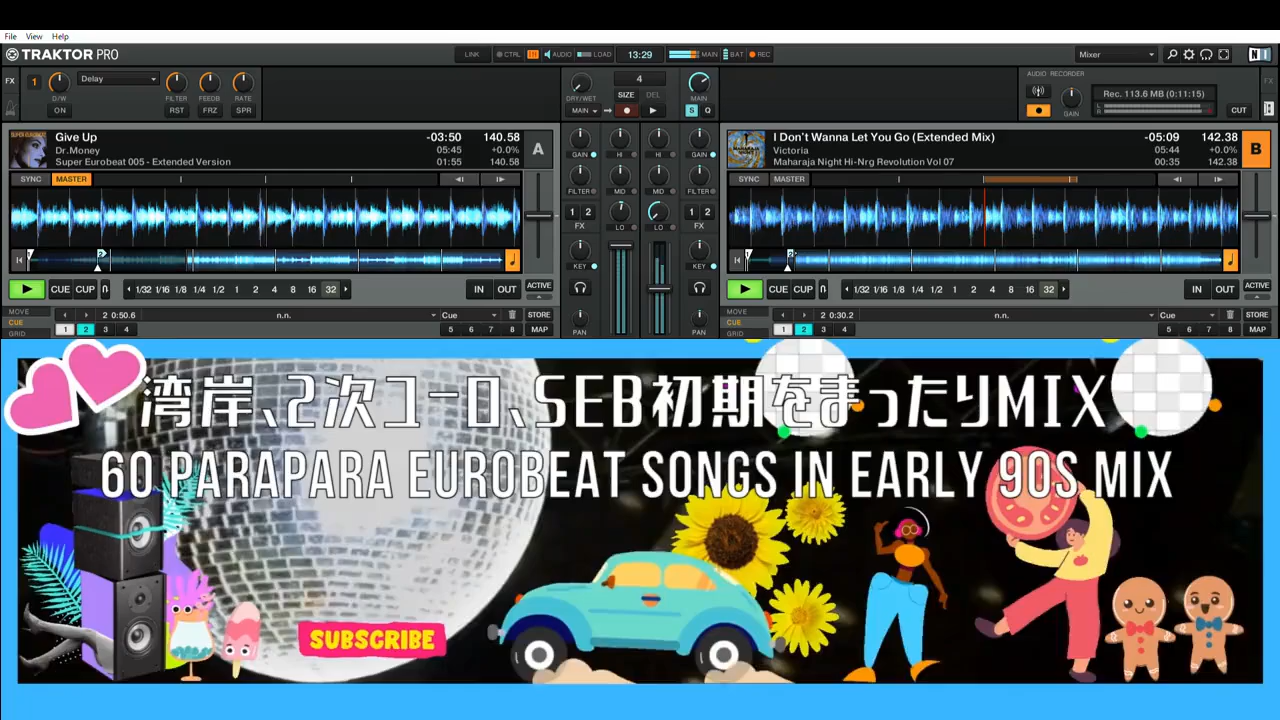 File View Help
TRAKTOR PRO
LINK CTRL AUDIO LOAD 13:29 MAIN BAT REC
Mixer
FX 1 D/W ON Delay FILTER RST FEEDB FRZ RATE SPR
DRY/WET MAIN 4 SIZE DEL MAIN S Q
AUDIO RECORDER
GAIN Rec. 113.6 MB (0:11:15) L R CUT
FX
Give Up -03:50 140.58
Dr.Money 05:45 +0.0%
Super Eurobeat 005 - Extended Version 01:55 140.58
A
SYNC MASTER
CUE CUP 1/32 1/16 1/8 1/4 1/2 1 2 4 8 16 32 IN OUT ACTIVE
MOVE CUE GRID
2 0:50.6 n.n. Cue STORE
1 2 3 4 5 6 7 8 MAP
GAIN HI HI GAIN
FILTER MID MID FILTER
1 2 LO LO 1 2
FX FX
KEY KEY
PAN PAN
I Don't Wanna Let You Go (Extended Mix) -05:09 142.38
Victoria 05:44 +0.0%
Maharaja Night Hi-Nrg Revolution Vol 07 00:35 142.38
B
SYNC MASTER
CUE CUP 1/32 1/16 1/8 1/4 1/2 1 2 4 8 16 32 IN OUT ACTIVE
MOVE CUE GRID
2 0:30.2 n.n. Cue STORE
1 2 3 4 5 6 7 8 MAP
湾岸、2次ユーロ、SEB初期をまったりMIX
60 PARAPARA EUROBEAT SONGS IN EARLY 90S MIX
SUBSCRIBE